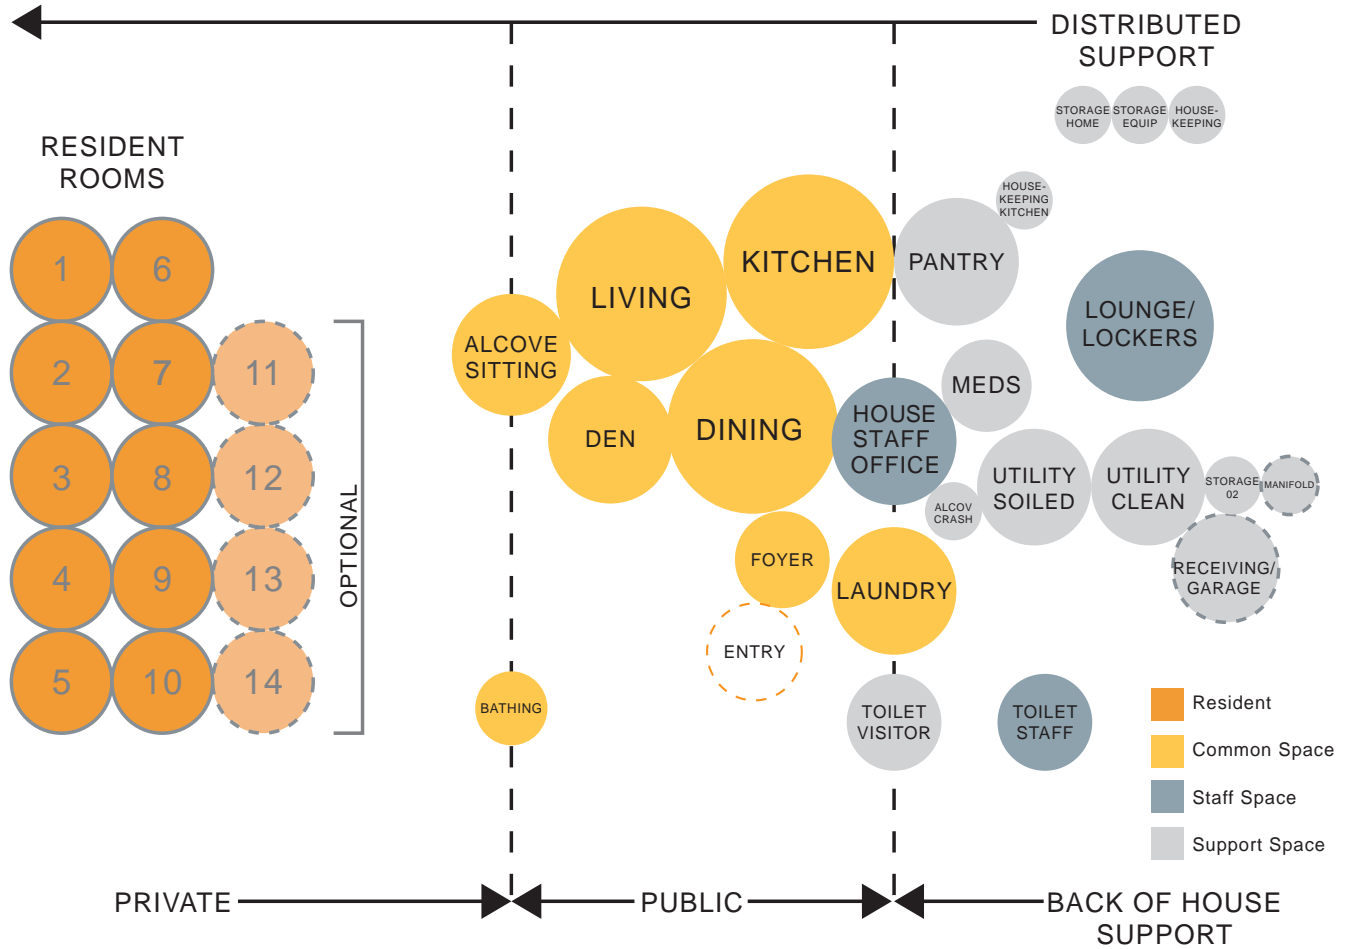 DISTRIBUTED
SUPPORT
STORAGE
HOME
STORAGE
EQUIP
HOUSE-
KEEPING
RESIDENT
ROOMS
1
6
2
7
11
3
8
12
4
9
13
5
10
14
OPTIONAL
ALCOVE
SITTING
LIVING
KITCHEN
DEN
DINING
FOYER
ENTRY
BATHING
PANTRY
HOUSE-
KEEPING
KITCHEN
LOUNGE/
LOCKERS
MEDS
HOUSE
STAFF
OFFICE
ALCOV
CRASH
UTILITY
SOILED
UTILITY
CLEAN
STORAGE
02
MANIFOLD
RECEIVING/
GARAGE
LAUNDRY
TOILET
VISITOR
TOILET
STAFF
Resident
Common Space
Staff Space
Support Space
PRIVATE
PUBLIC
BACK OF HOUSE
SUPPORT